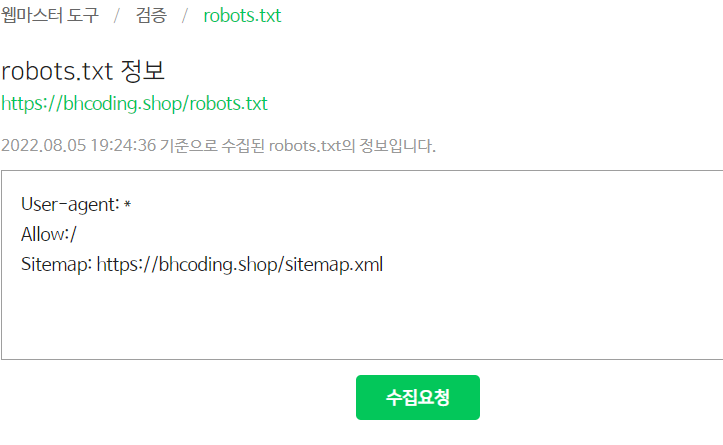 웹마스터 도구 / 검증 / robots.txt
robots.txt 정보
https://bhcoding.shop/robots.txt
2022.08.05 19:24:36 기준으로 수집된 robots.txt의 정보입니다.
User-agent: *
Allow:/
Sitemap: https://bhcoding.shop/sitemap.xml
수집요청